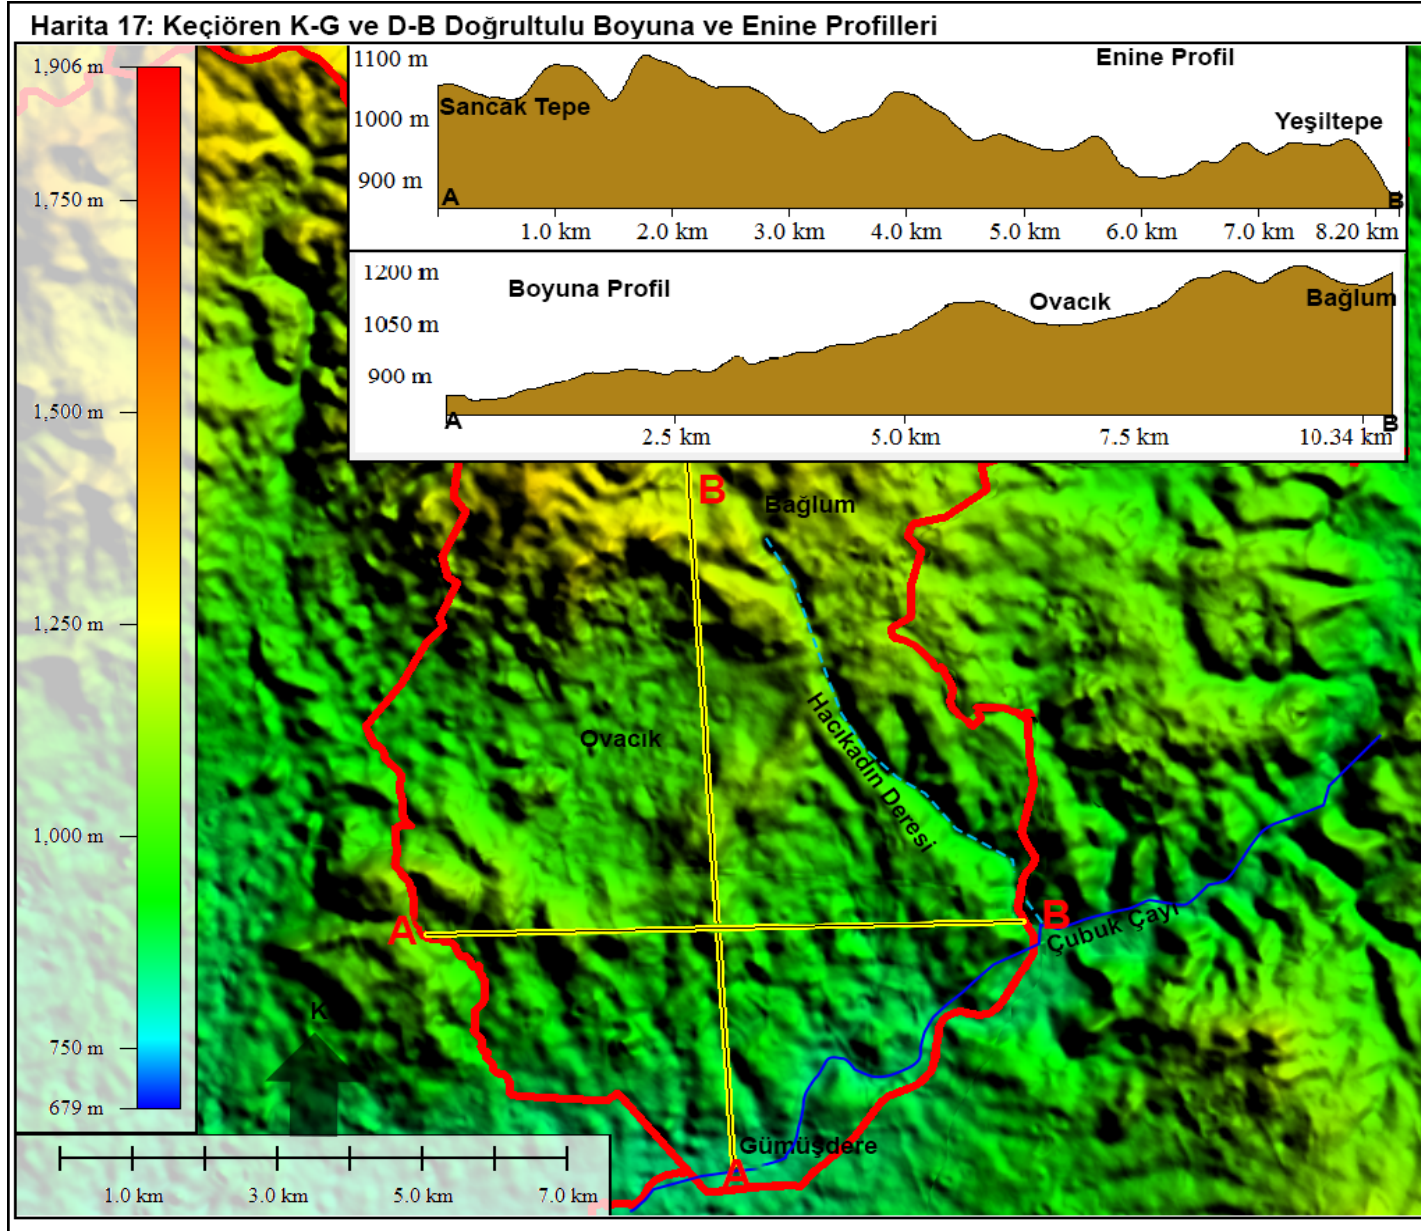 Harita 17: Keçiören K-G ve D-B Doğrultulu Boyuna ve Enine Profilleri
1,906 m
1,750 m
1,500 m
1,250 m
1,000 m
750 m
679 m
Enine Profil
1100 m
1000 m
900 m
Sancak Tepe
Yeşiltepe
A
B
1.0 km 2.0 km 3.0 km 4.0 km 5.0 km 6.0 km 7.0 km 8.20 km
Boyuna Profil
1200 m
1050 m
900 m
Ovacık
Bağlum
A
B
2.5 km 5.0 km 7.5 km 10.34 km
B
Bağlum
Ovacık
Hacıkadın Deresi
A
B
Çubuk Çayı
K
Gümüşdere
A
1.0 km 3.0 km 5.0 km 7.0 km